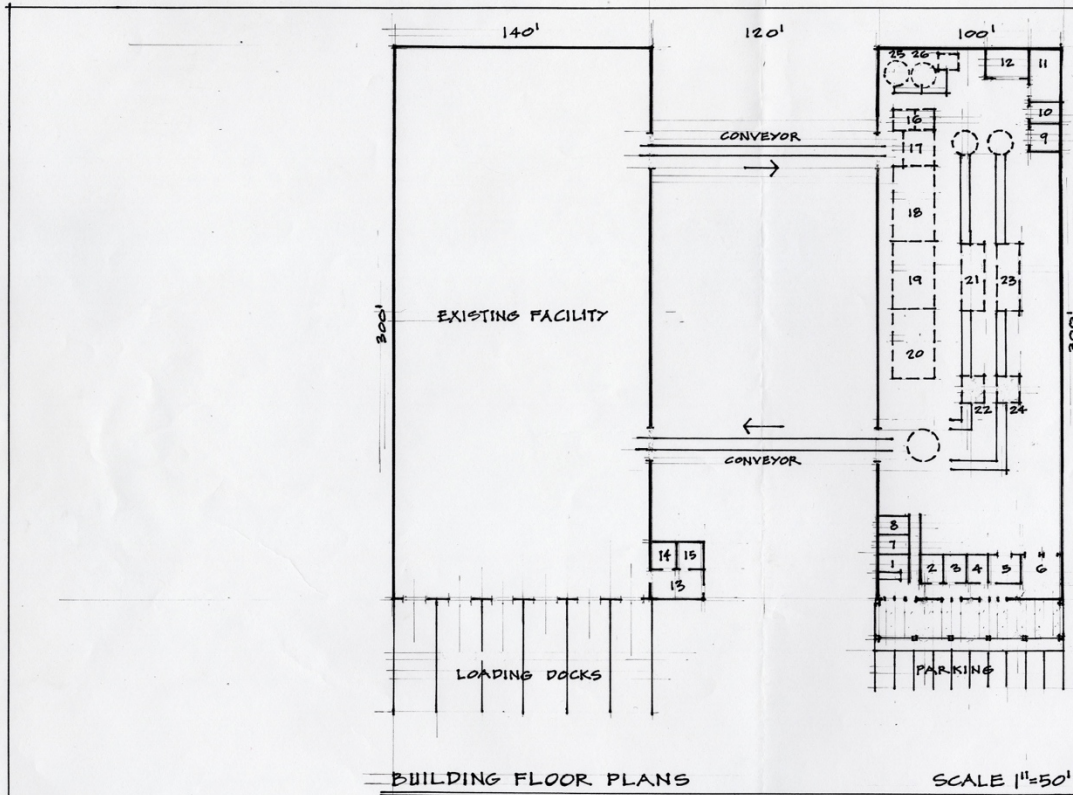 140' 120' 100'
25 26 12 11
10
16 9
CONVEYOR
17
18
300' EXISTING FACILITY 19 21 23 300'
20
22 24
CONVEYOR
8
14 15 7
1 2 3 4 5 6
13
LOADING DOCKS PARKING
BUILDING FLOOR PLANS SCALE 1"=50'